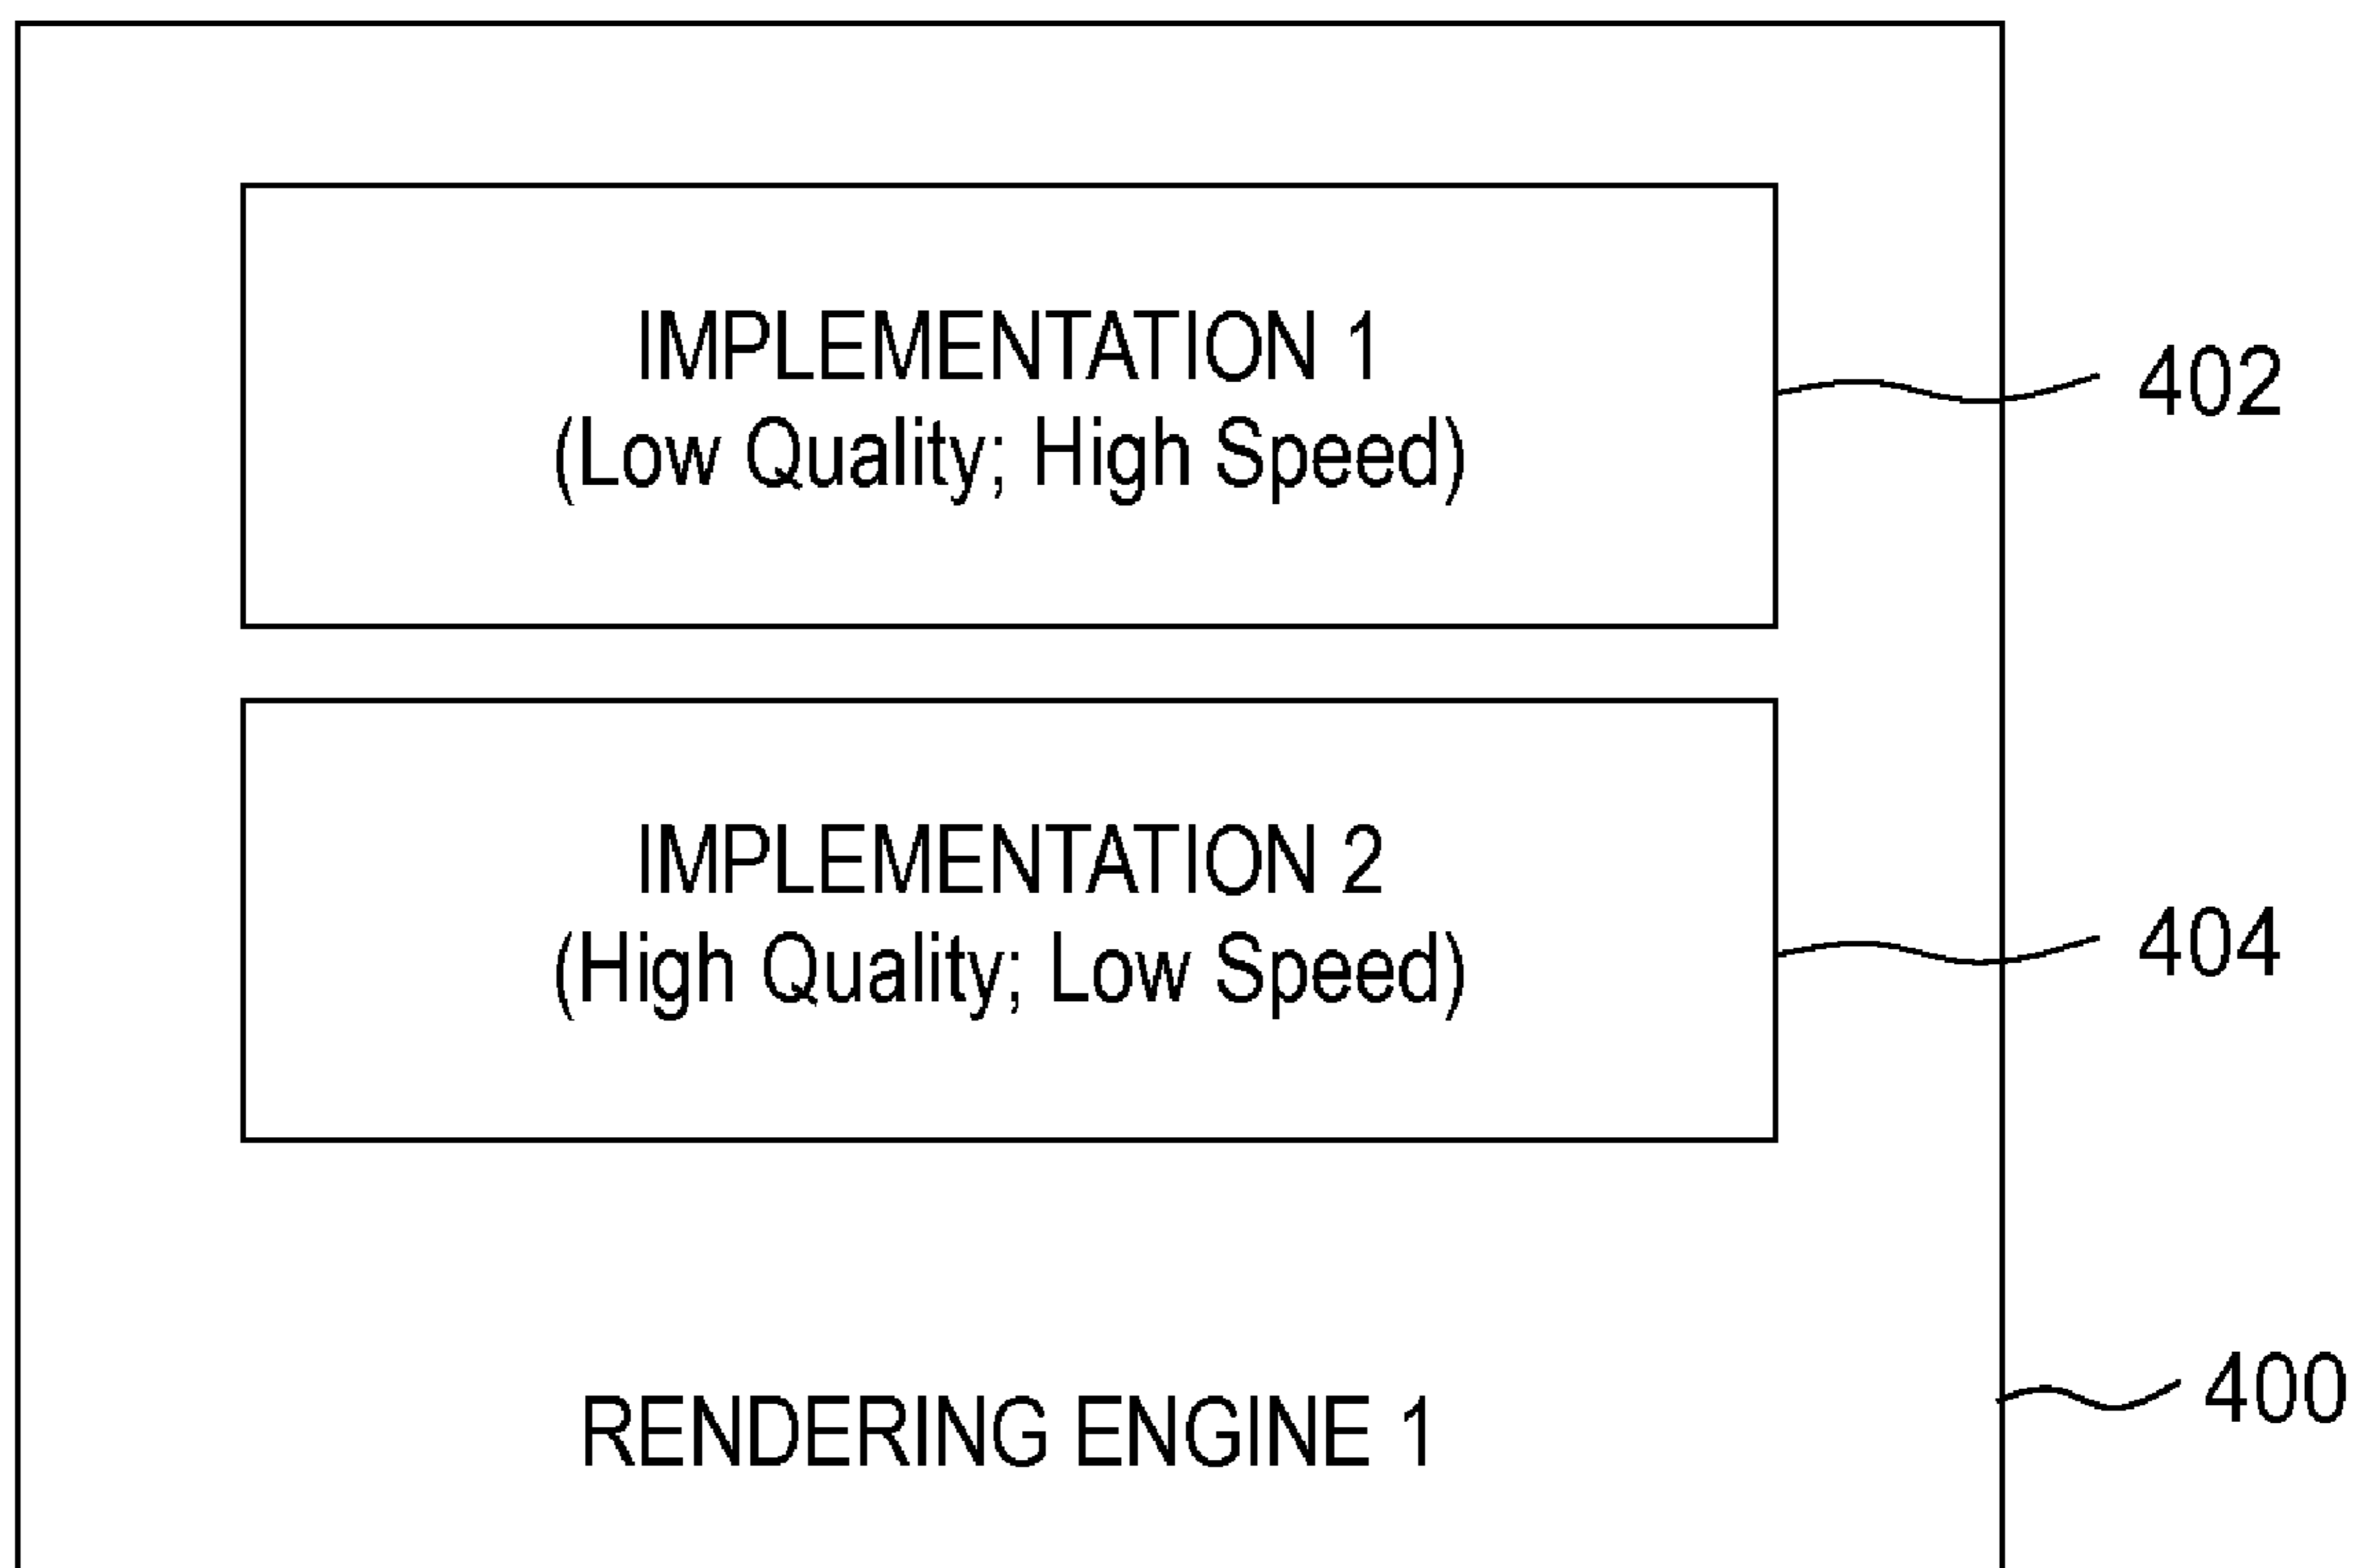 IMPLEMENTATION 1
(Low Quality; High Speed)
402
IMPLEMENTATION 2
(High Quality; Low Speed)
404
RENDERING ENGINE 1
400